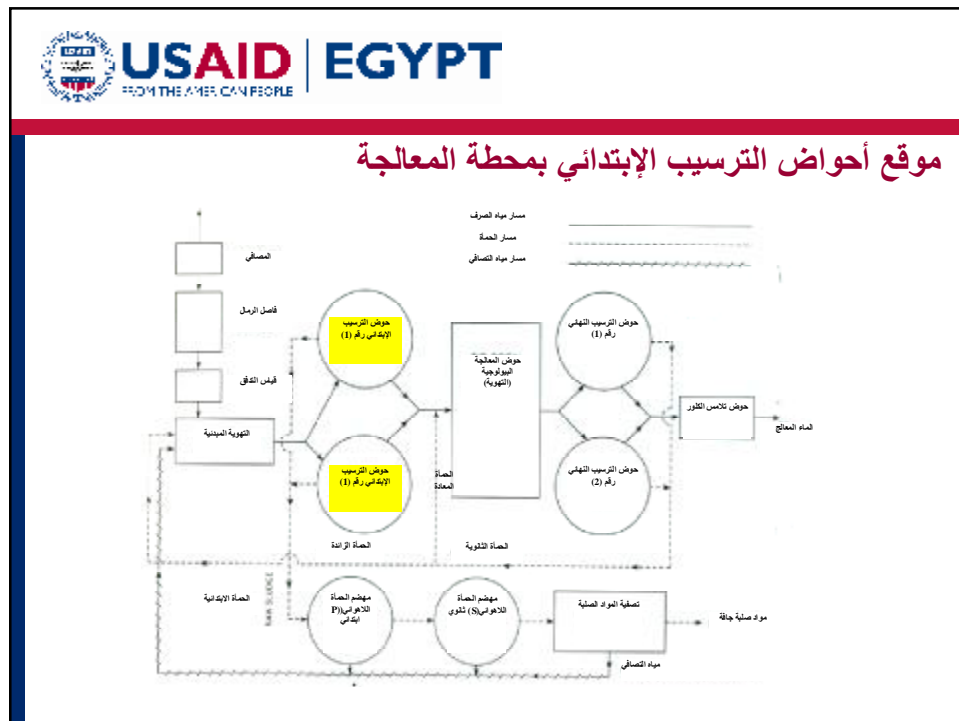 USAID | EGYPT
FROM THE AMERICAN PEOPLE
موقع أحواض الترسيب الإبتدائي بمحطة المعالجة
مسار مياه الصرف
مسار الحمأة
مسار مياه التصافي
المصافي
فاصل الرمال
قياس التدفق
التهوية المبدئية
حوض الترسيب
الإبتدائي رقم (1)
حوض الترسيب
الإبتدائي رقم (1)
حوض المعالجة
البيولوجية
(التهوية)
حوض الترسيب النهائي
رقم (1)
حوض الترسيب النهائي
رقم (2)
حوض تلامس الكلور
الماء المعالج
الحمأة
المعادة
الحمأة الزائدة
الحمأة الثانوية
الحمأة الابتدائية
RAW SLUDGE
مهضم الحمأة
اللاهوائي((P
ابتدائي
مهضم الحمأة
اللاهوائي(S) ثانوي
تصفية المواد الصلبة
مواد صلبة جافة
مياه التصافي